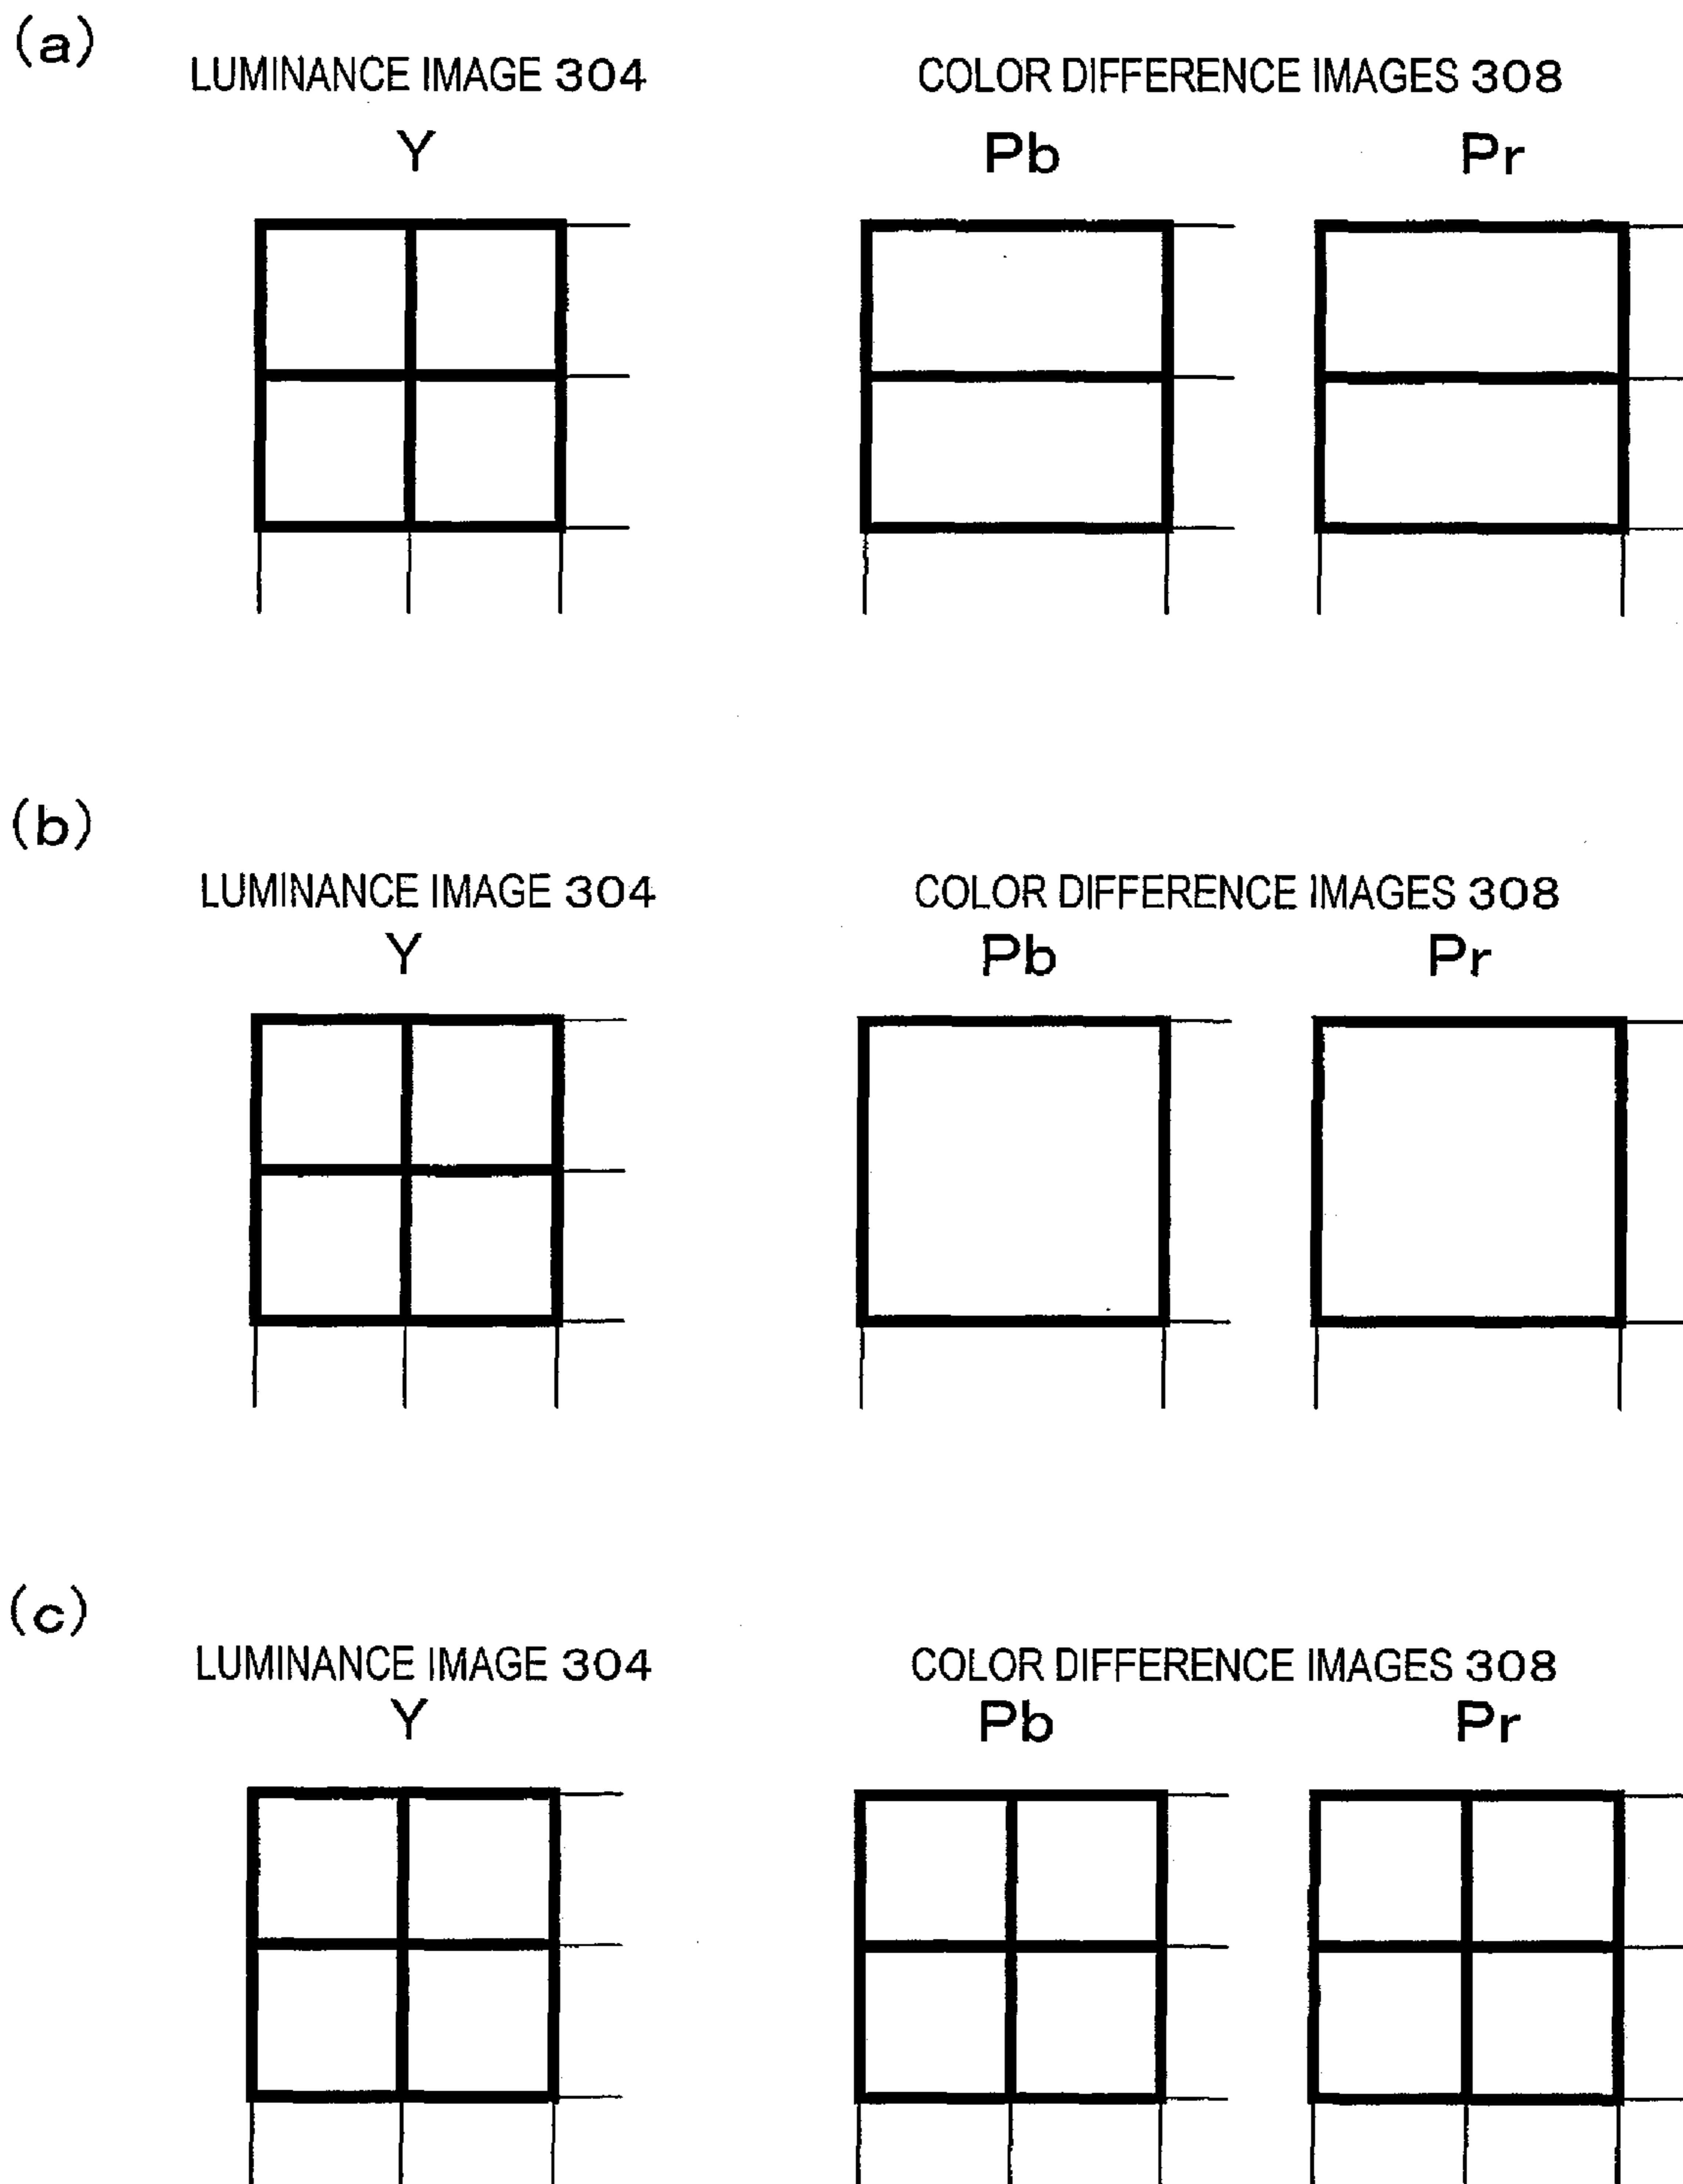 (a)
LUMINANCE IMAGE 304 COLOR DIFFERENCE IMAGES 308
Y Pb Pr
(b)
LUMINANCE IMAGE 304 COLOR DIFFERENCE IMAGES 308
Y Pb Pr
(c)
LUMINANCE IMAGE 304 COLOR DIFFERENCE IMAGES 308
Y Pb Pr